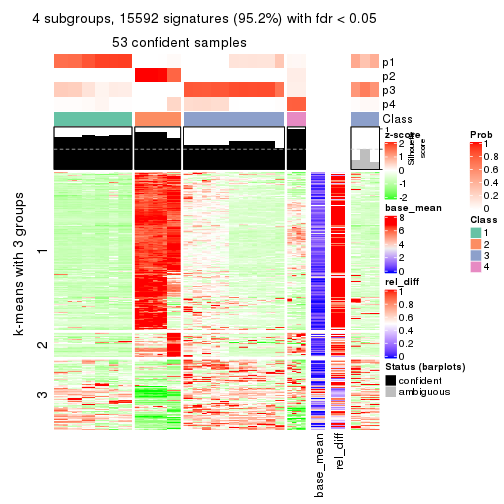 4 subgroups, 15592 signatures (95.2%) with fdr < 0.05
53 confident samples
p1
p2
p3
p4
Class
k-means with 3 groups
1
2
3
1
Silhouette score
base_mean
rel_diff
z-score
2
1
0
-1
-2
base_mean
8
6
4
2
0
rel_diff
1
0.8
0.6
0.4
0.2
0
Status (barplots)
confident
ambiguous
Prob
1
0.8
0.6
0.4
0.2
0
Class
1
2
3
4